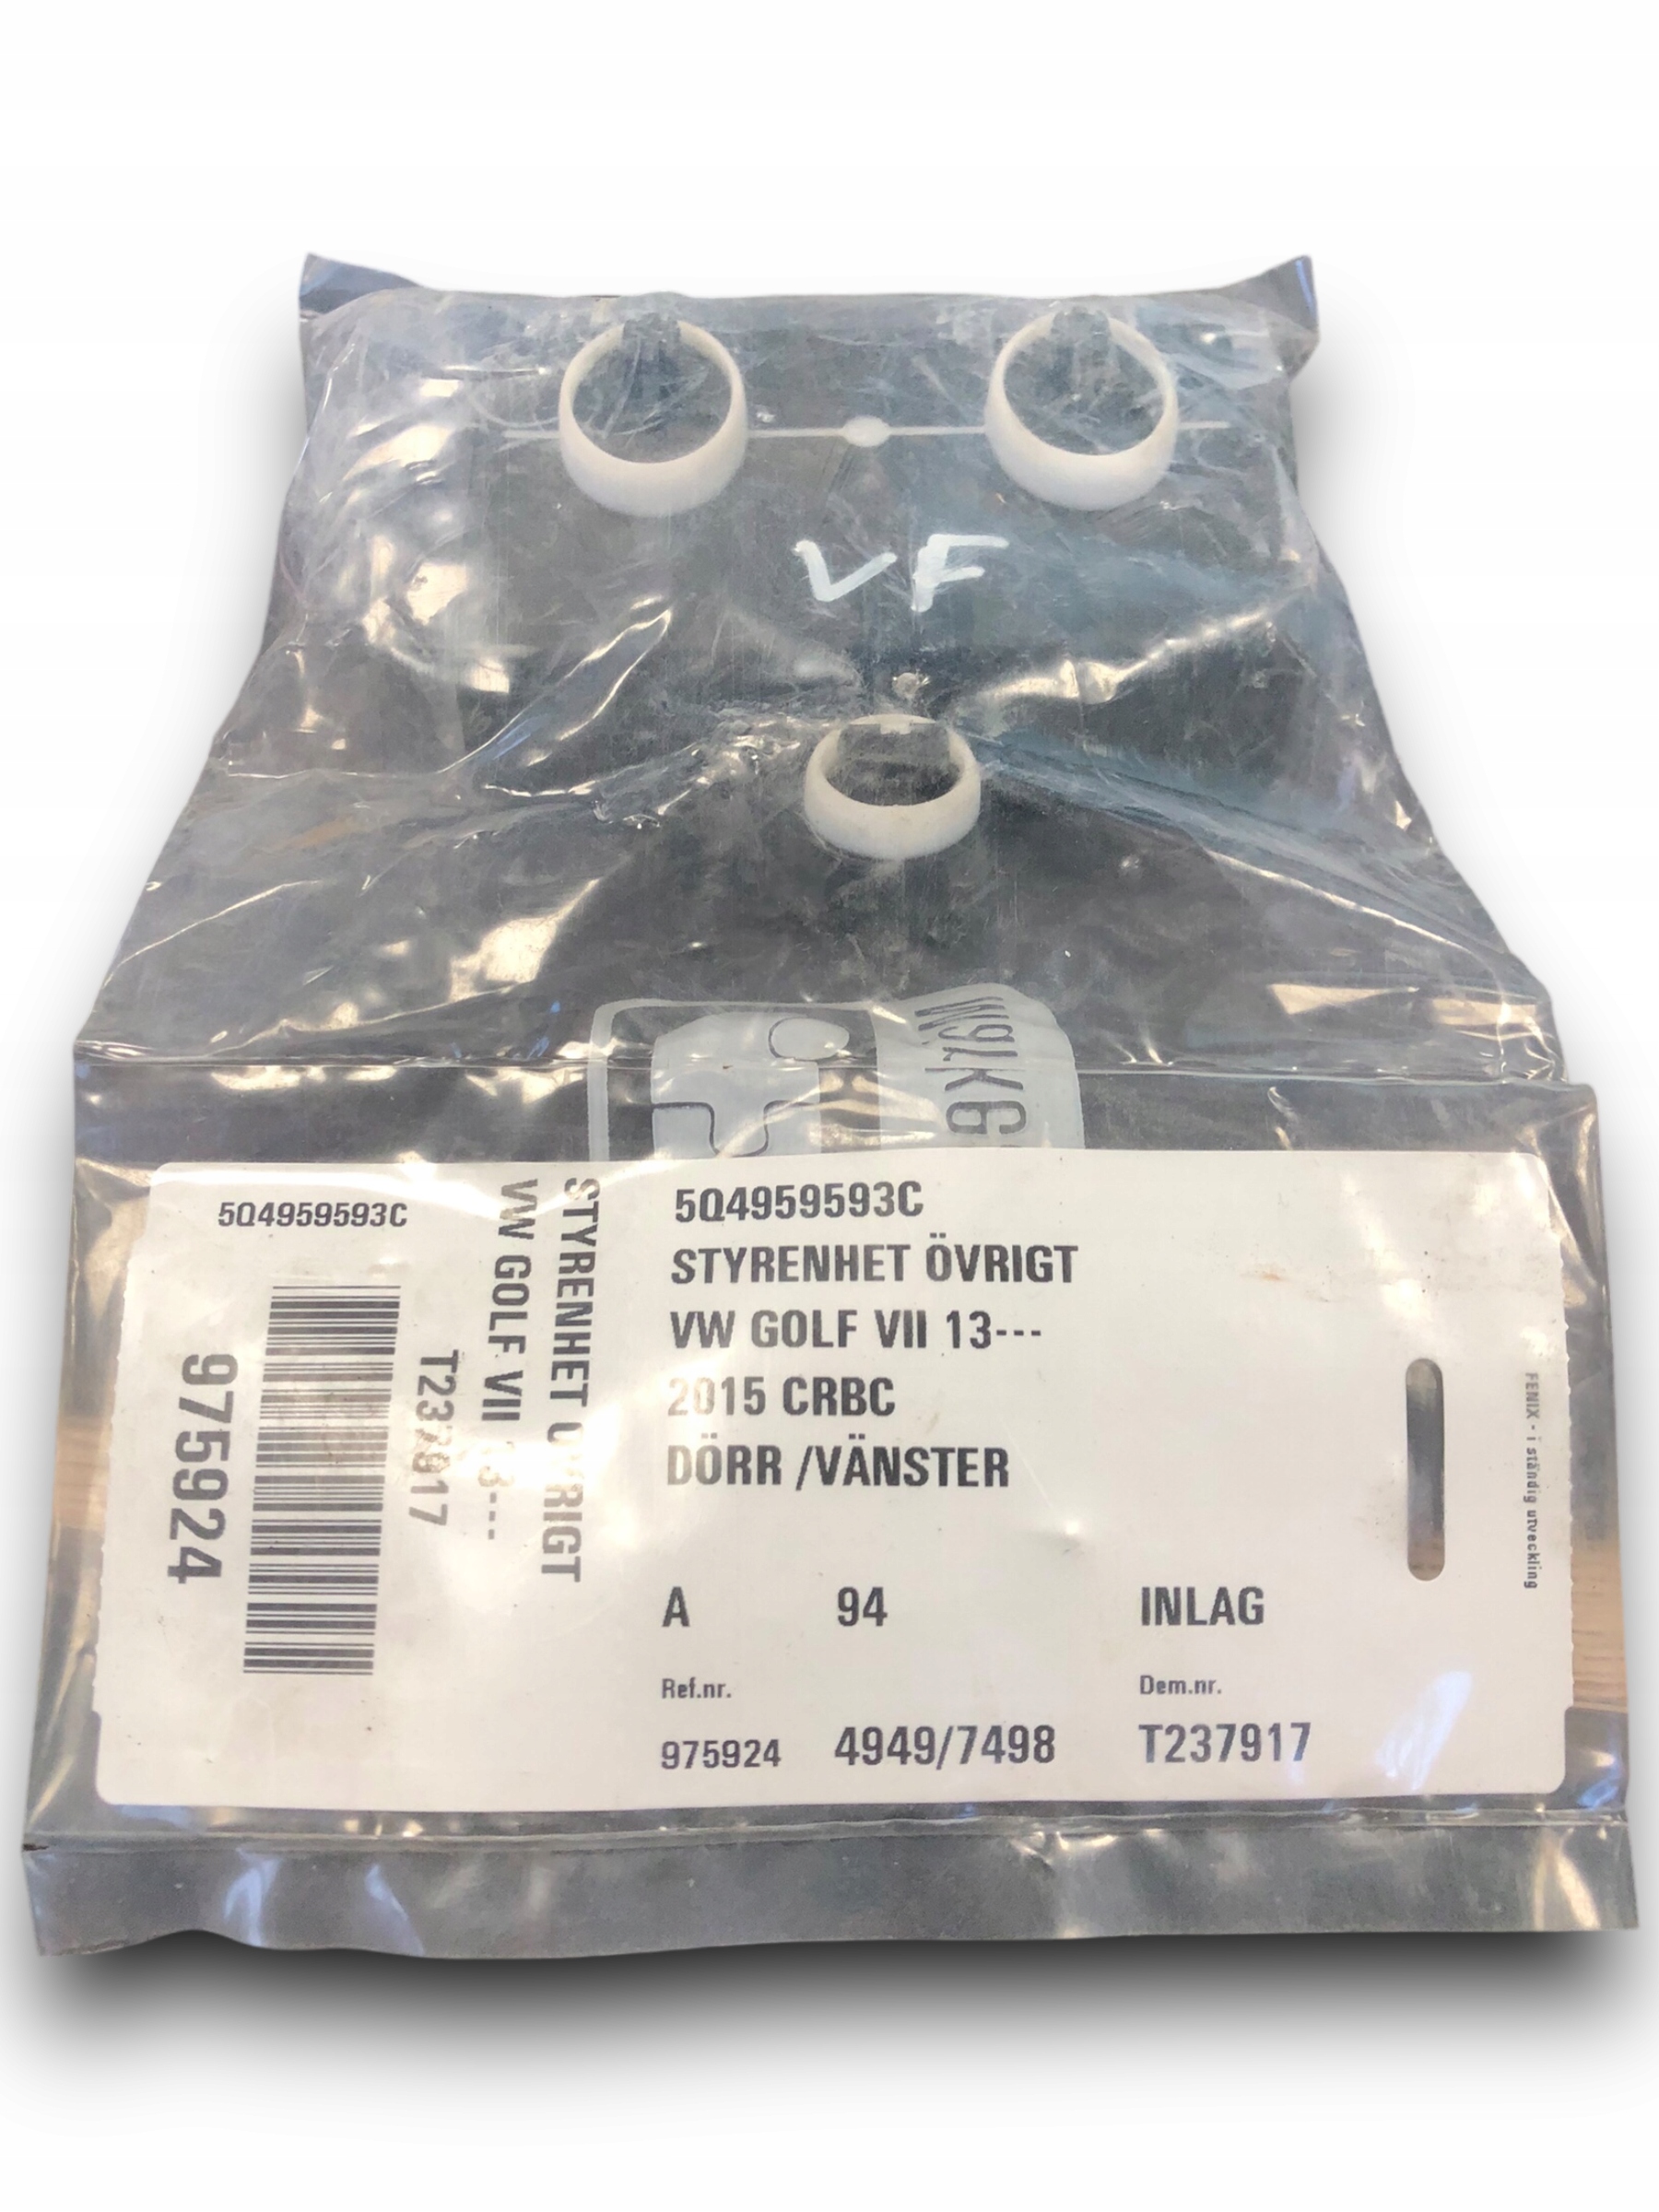 VF
5Q4959593C
STYRENHET ÖVRIGT
VW GOLF VII 13---
2015 CRBC
DÖRR /VÄNSTER
A 94 INLAG
Ref.nr. Dem.nr.
975924 4949/7498 T237917
5Q4959593C
STYRENHET ÖVRIGT
VW GOLF VII 13---
T237917
975924
FENIX - i ständig utveckling